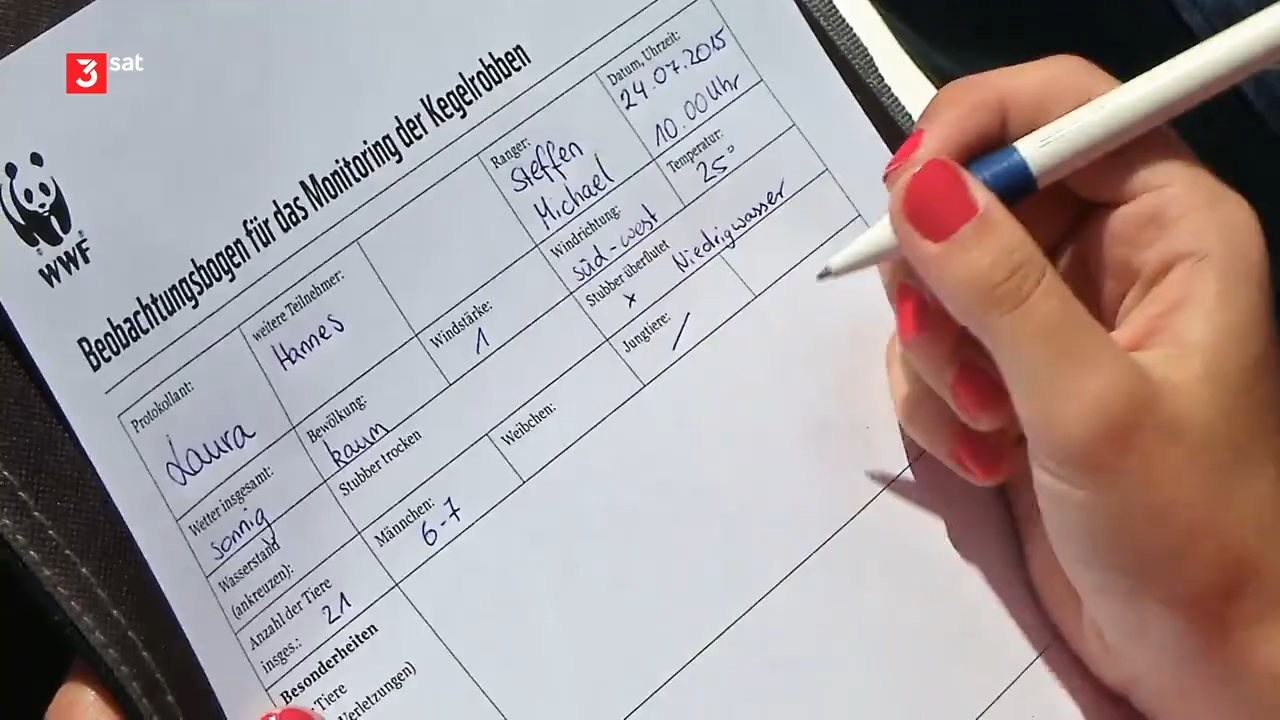 3sat
WWF
Beobachtungsbogen für das Monitoring der Kegelrobben
Protokollant:
Laura
weitere Teilnehmer:
Hannes
Ranger:
Steffen
Michael
Datum, Uhrzeit:
24.07.2015
10.00 Uhr
Wetter insgesamt:
sonnig
Bewölkung:
kaum
Windstärke:
1
Windrichtung:
süd-west
Temperatur:
25°
Wasserstand
(ankreuzen):
Stubber trocken
Stubber überflutet
x
Niedrigwasser
Anzahl der Tiere
insges.:
21
Männchen:
6-7
Weibchen:
Jungtiere:
/
Besonderheiten
Tiere
Verletzungen)